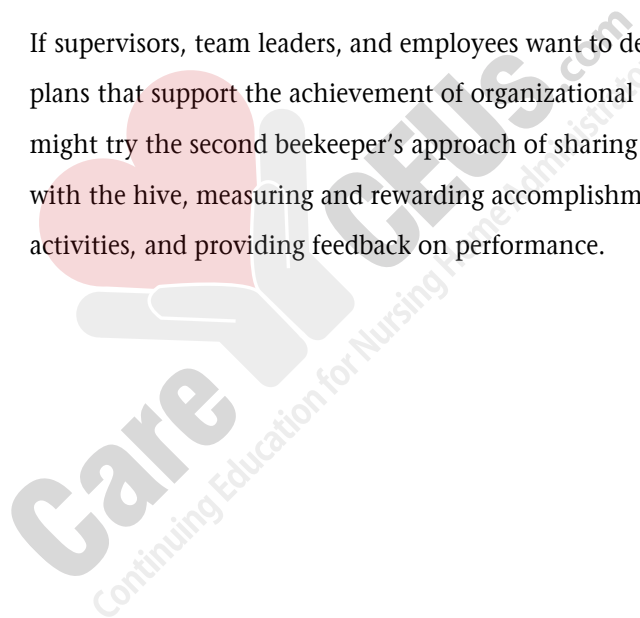 If supervisors, team leaders, and employees want to
plans that support the achievement of organizational
might try the second beekeeper’s approach of sharing
with the hive, measuring and rewarding
activities, and providing feedback on performance.
CareCEUs.com
Continuing Education for Nursing Home